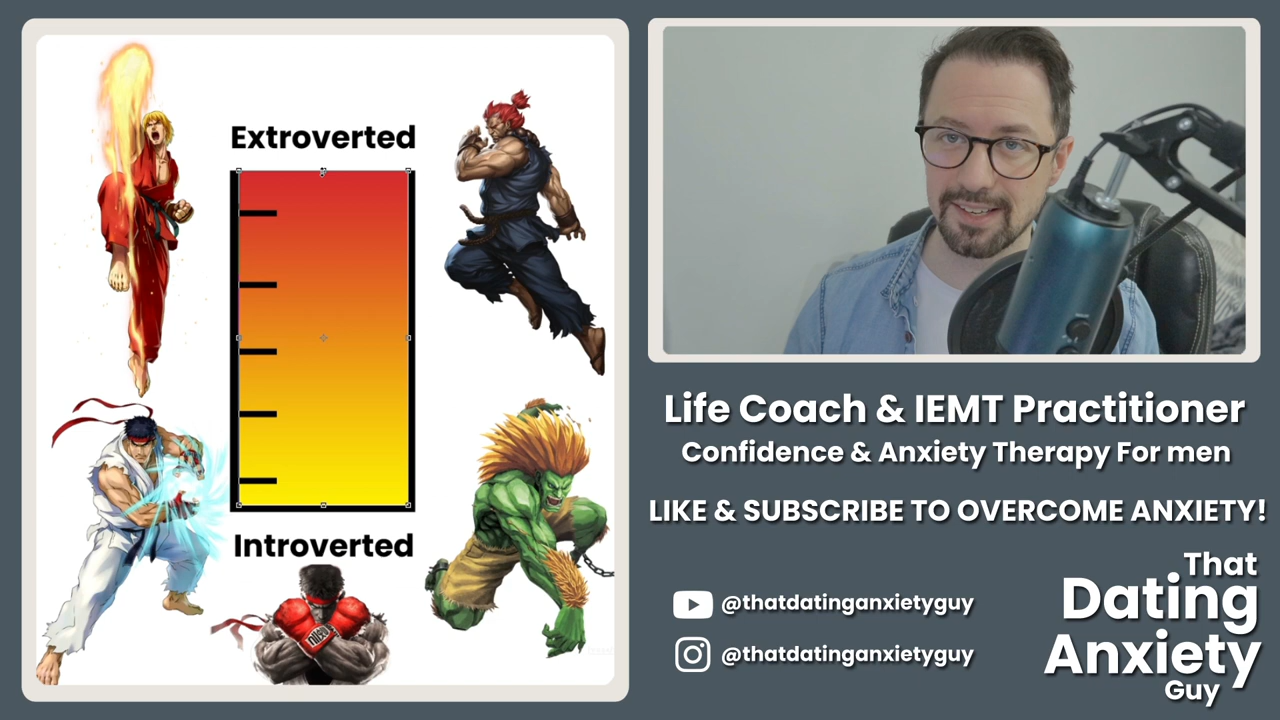 Extroverted
Introverted
Life Coach & IEMT Practitioner
Confidence & Anxiety Therapy For men
LIKE & SUBSCRIBE TO OVERCOME ANXIETY!
@thatdatinganxietyguy
@thatdatinganxietyguy
That
Dating
Anxiety
Guy